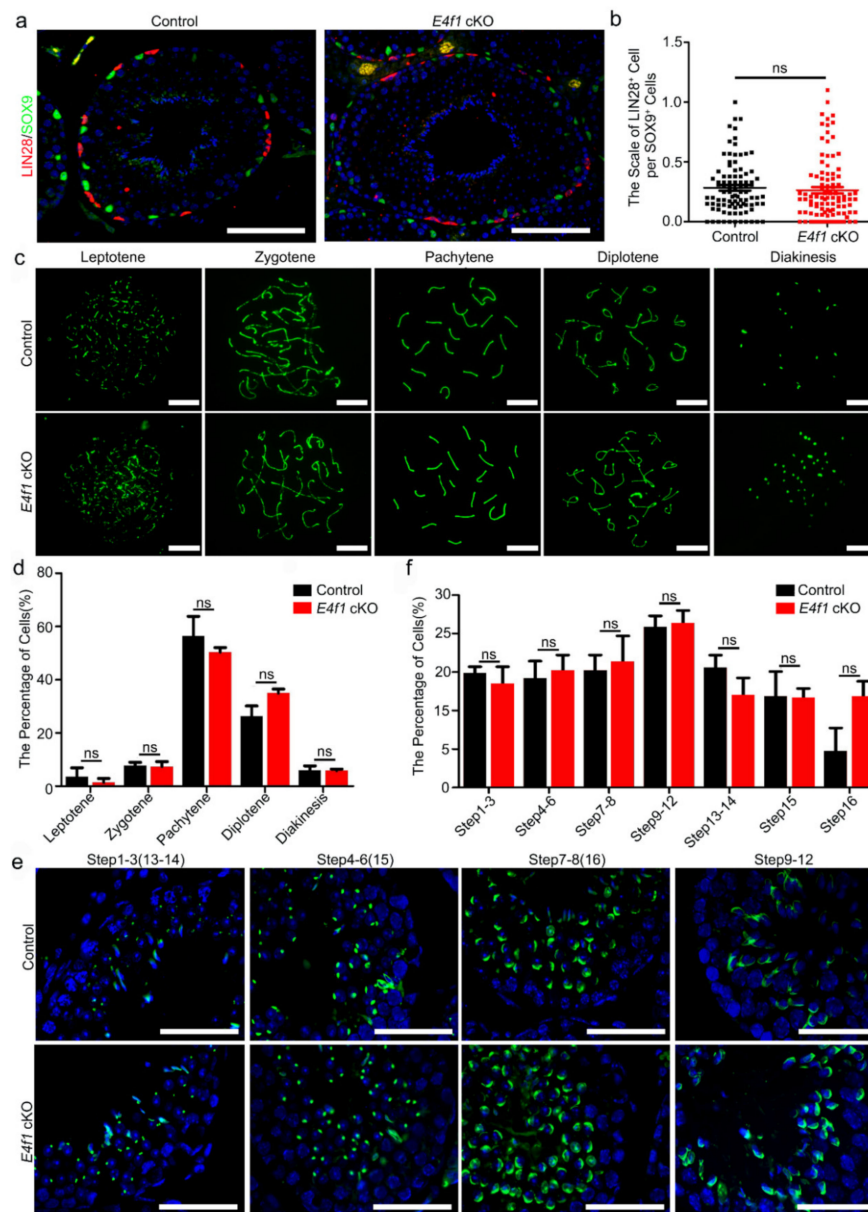 a
Control
E4f1 cKO
LIN28/SOX9
b
The Scale of LIN28+ Cell
per SOX9+ Cells
1.5
1.0
0.5
0.0
ns
Control
E4f1 cKO
c
Leptotene
Zygotene
Pachytene
Diplotene
Diakinesis
Control
E4f1 cKO
d
The Percentage of Cells(%)
80
60
40
20
0
Control
E4f1 cKO
ns
ns
ns
ns
ns
Leptotene
Zygotene
Pachytene
Diplotene
Diakinesis
f
The Percentage of Cells(%)
30
25
20
15
5
0
Control
E4f1 cKO
ns
ns
ns
ns
ns
ns
ns
Step1-3
Step4-6
Step7-8
Step9-12
Step13-14
Step15
Step16
e
Step1-3(13-14)
Step4-6(15)
Step7-8(16)
Step9-12
Control
E4f1 cKO